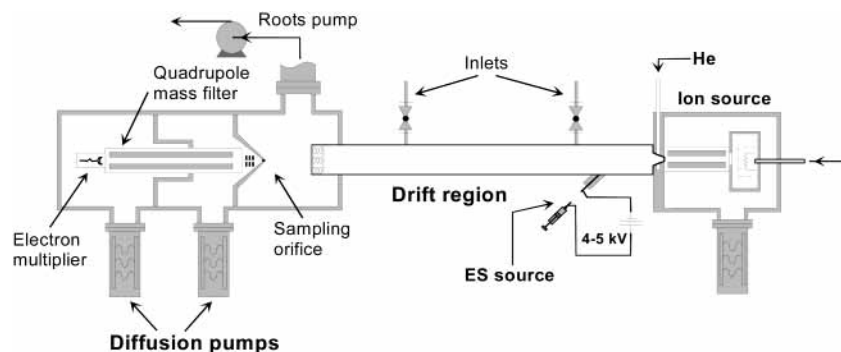 Roots pump
Quadrupole
mass filter
Inlets
He
Ion source
Drift region
Sampling
orifice
Electron
multiplier
4-5 kV
ES source
Diffusion pumps